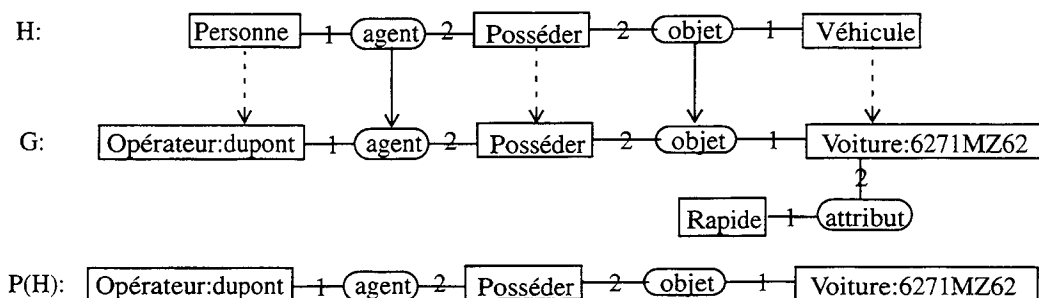 H: Personne 1 agent 2 Posséder 2 objet 1 Véhicule
G: Opérateur:dupont 1 agent 2 Posséder 2 objet 1 Voiture:6271MZ62
2
Rapide 1 attribut
P(H): Opérateur:dupont 1 agent 2 Posséder 2 objet 1 Voiture:6271MZ62